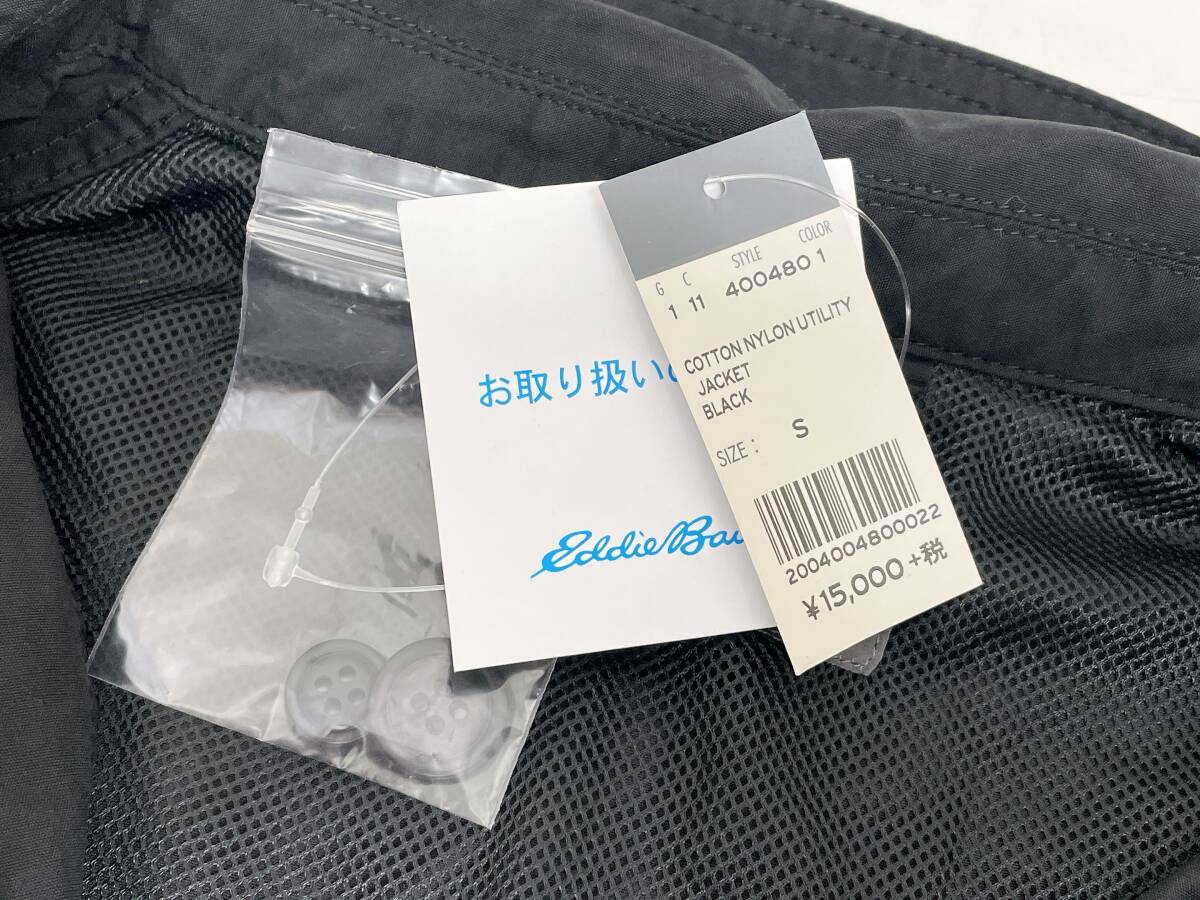 お取り扱い
Eddie
G C STYLE COLOR
1 11 400480 1
COTTON NYLON UTILITY
JACKET
BLACK
SIZE : S
2004004800022
¥15,000 +税